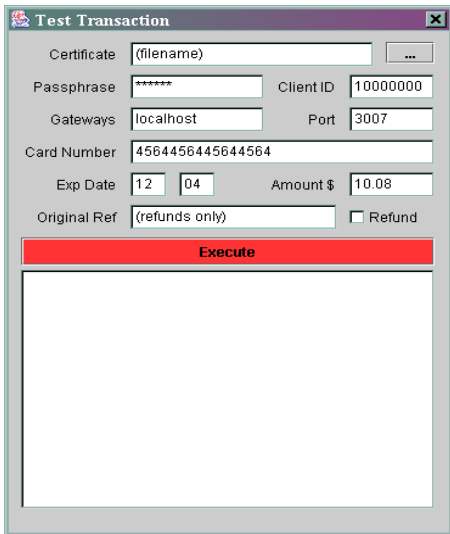 Test Transaction
Certificate (filename) ...
Passphrase ****** Client ID 10000000
Gateways localhost Port 3007
Card Number 4564456445644564
Exp Date 12 04 Amount $ 10.08
Original Ref (refunds only) Refund
Execute